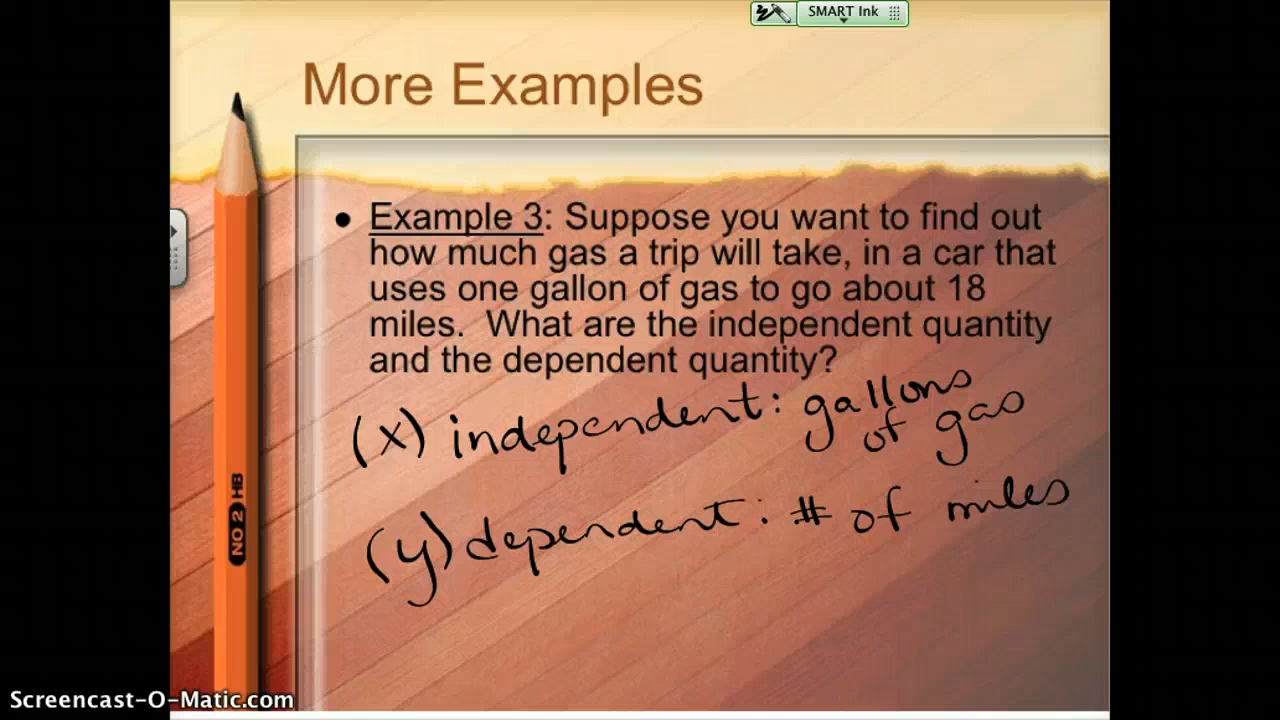 SMART Ink
More Examples
• Example 3: Suppose you want to find out
how much gas a trip will take, in a car that
uses one gallon of gas to go about 18
miles. What are the independent quantity
and the dependent quantity?
(x) independent: gallons
of gas
(y) dependent: # of miles
NO 2 HB
Screencast-O-Matic.com